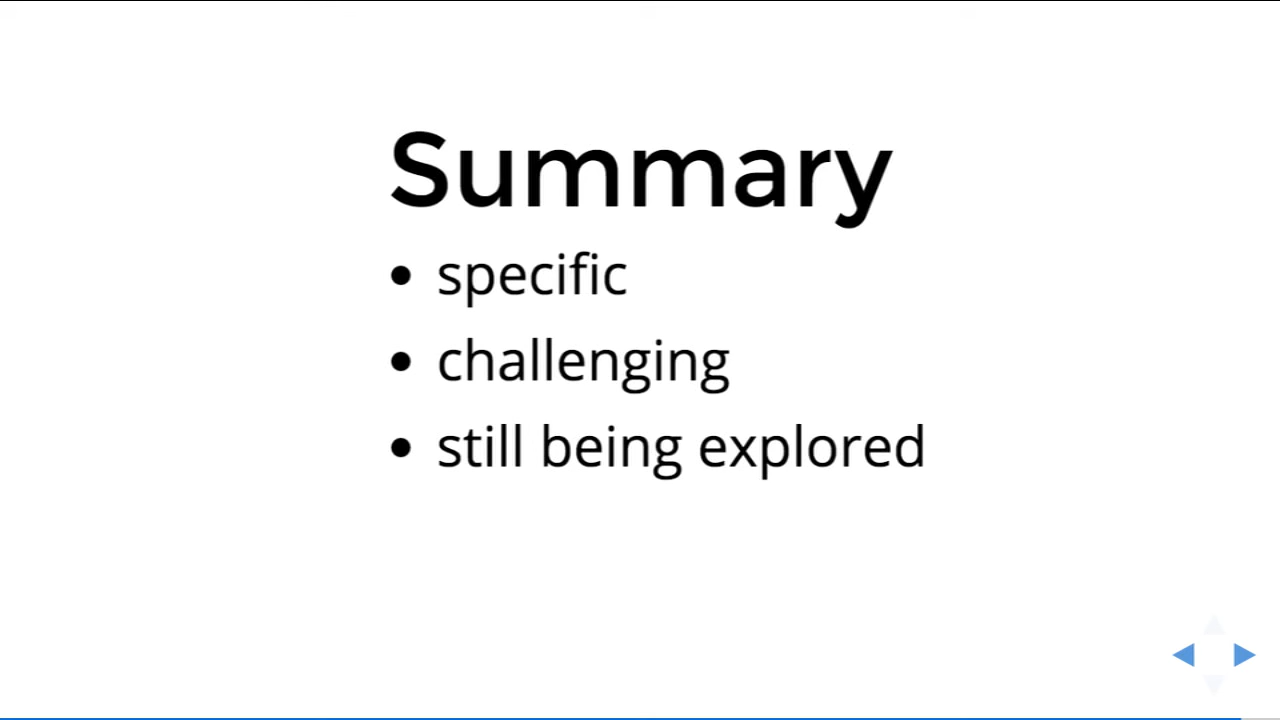 Summary
• specific
• challenging
• still being explored